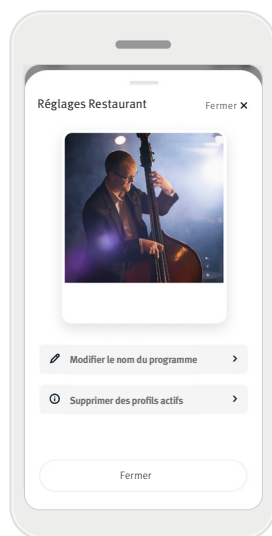 Réglages Restaurant
Fermer ×
Modifier le nom du programme
Supprimer des profils actifs
Fermer